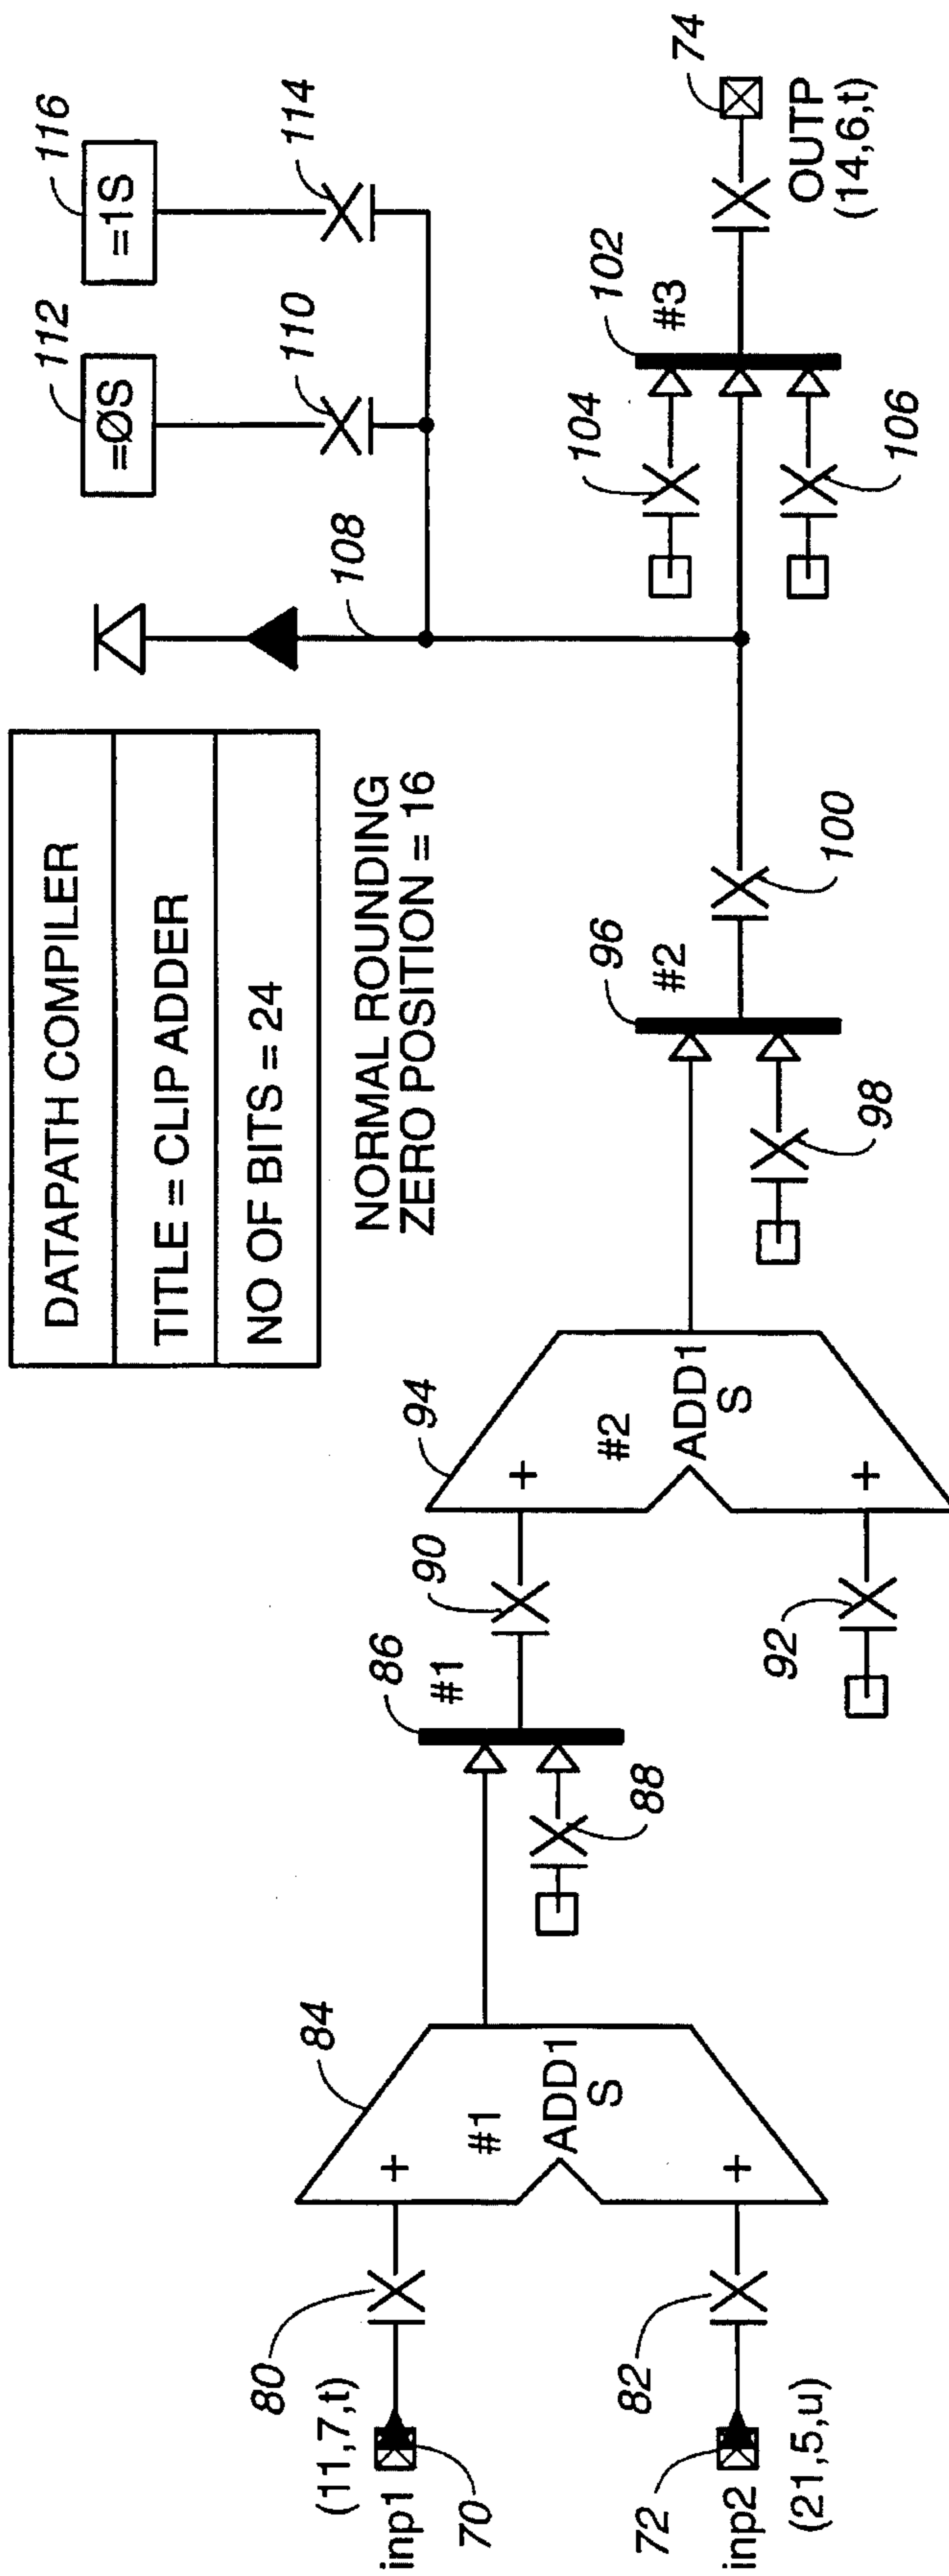 DATAPATH COMPILER
TITLE = CLIP ADDER
NO OF BITS = 24
NORMAL ROUNDING
ZERO POSITION = 16
(11,7,t)
inp1
70
80
inp2
(21,5,u)
72
82
84
+
+
#1
ADD1
S
86
#1
88
90
92
94
+
+
#2
ADD1
S
96
#2
98
100
108
112
=ØS
110
116
=1S
114
102
#3
104
106
74
OUTP
(14,6,t)